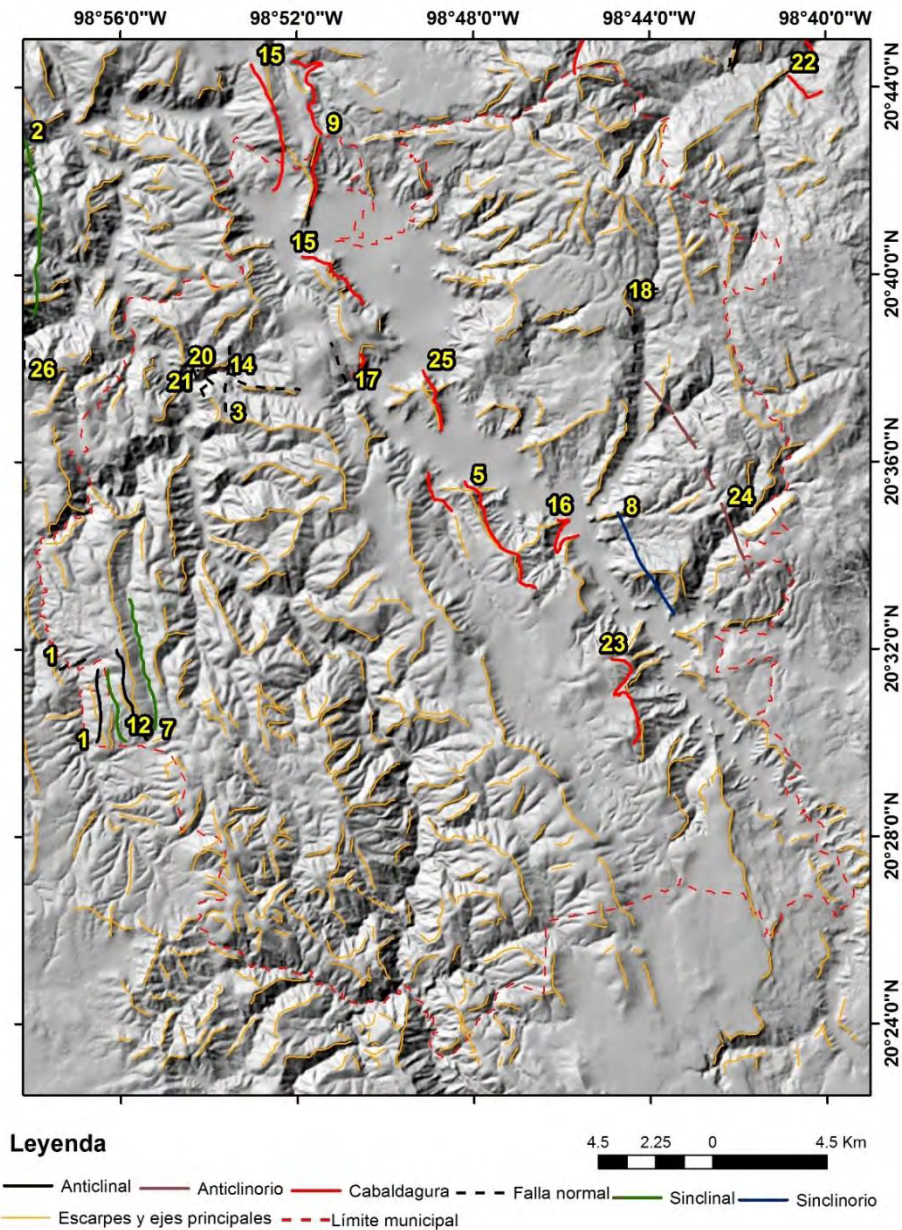 98°56'0"W 98°52'0"W 98°48'0"W 98°44'0"W 98°40'0"W
15
22
20°44'0"N
2
9
15
20°40'0"N
18
26
20
14
25
21
17
3
20°36'0"N
5
16
8
24
1
20°32'0"N
23
1
12
7
20°28'0"N
20°24'0"N
Leyenda
4.5 2.25 0 4.5 Km
Anticlinal Anticlinorio Cabaldagura Falla normal Sinclinal Sinclinorio
Escarpes y ejes principales Límite municipal